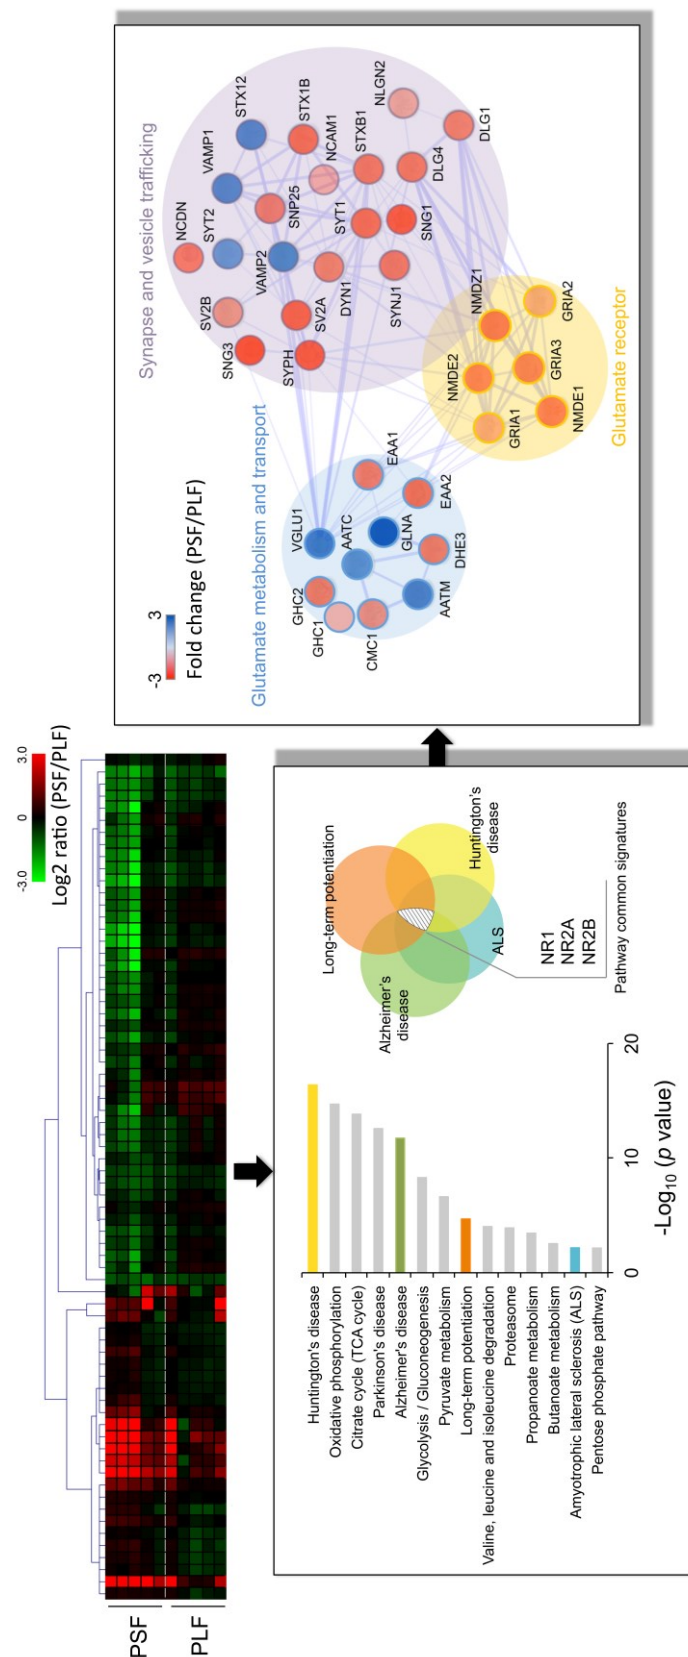 PSF
PLF
-3.0
0
3.0
Log2 ratio (PSF/PLF)
Huntington's disease
Oxidative phosphorylation
Citrate cycle (TCA cycle)
Parkinson's disease
Alzheimer's disease
Glycolysis / Gluconeogenesis
Pyruvate metabolism
Long-term potentiation
Valine, leucine and isoleucine degradation
Proteasome
Propanoate metabolism
Butanoate metabolism
Amyotrophic lateral sclerosis (ALS)
Pentose phosphate pathway
0
10
20
-Log10 (p value)
Long-term potentiation
Alzheimer's
disease
Huntington's
disease
ALS
NR1
NR2A
NR2B
Pathway common signatures
-3
3
Fold change (PSF/PLF)
Synapse and vesicle trafficking
NCDN
SYT2
VAMP1
STX12
SV2B
SNG3
VAMP2
SNP25
STX1B
NCAM1
SYPH
SV2A
DYN1
SYT1
STXB1
NLGN2
SYNJ1
SNG1
DLG4
DLG1
Glutamate metabolism and transport
VGLU1
GHC2
GHC1
AATC
CMC1
GLNA
EAA1
EAA2
DHE3
AATM
NMDZ1
NMDE2
GRIA2
GRIA3
GRIA1
NMDE1
Glutamate receptor